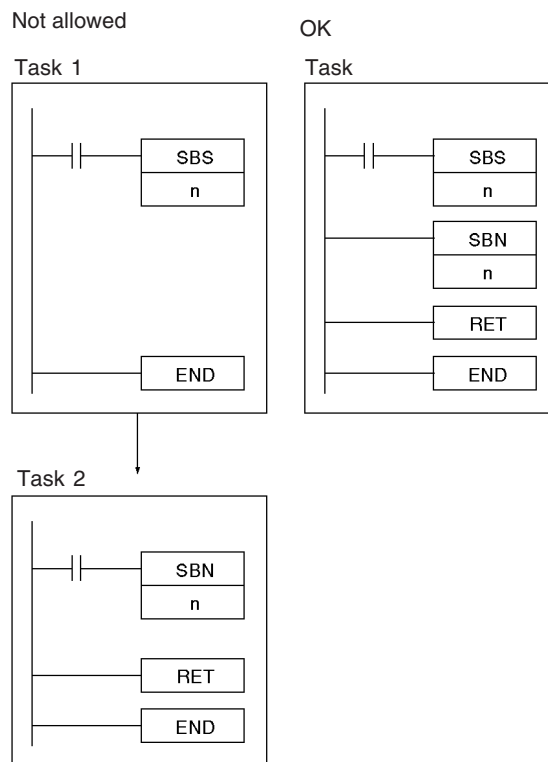 Not allowed
Task 1
SBS
n
END
Task 2
SBN
n
RET
END
OK
Task
SBS
n
SBN
n
RET
END